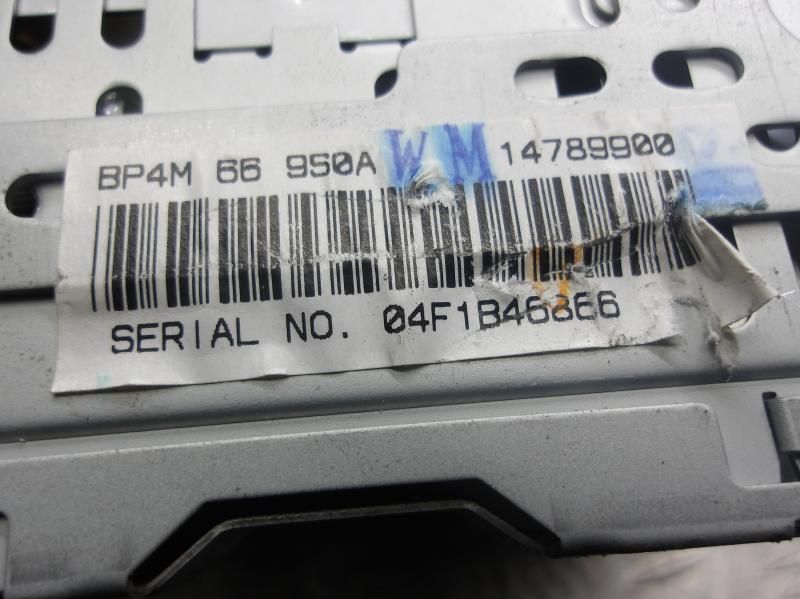 BP4M 66 950A WM 14789900
SERIAL NO. 04F1B46866